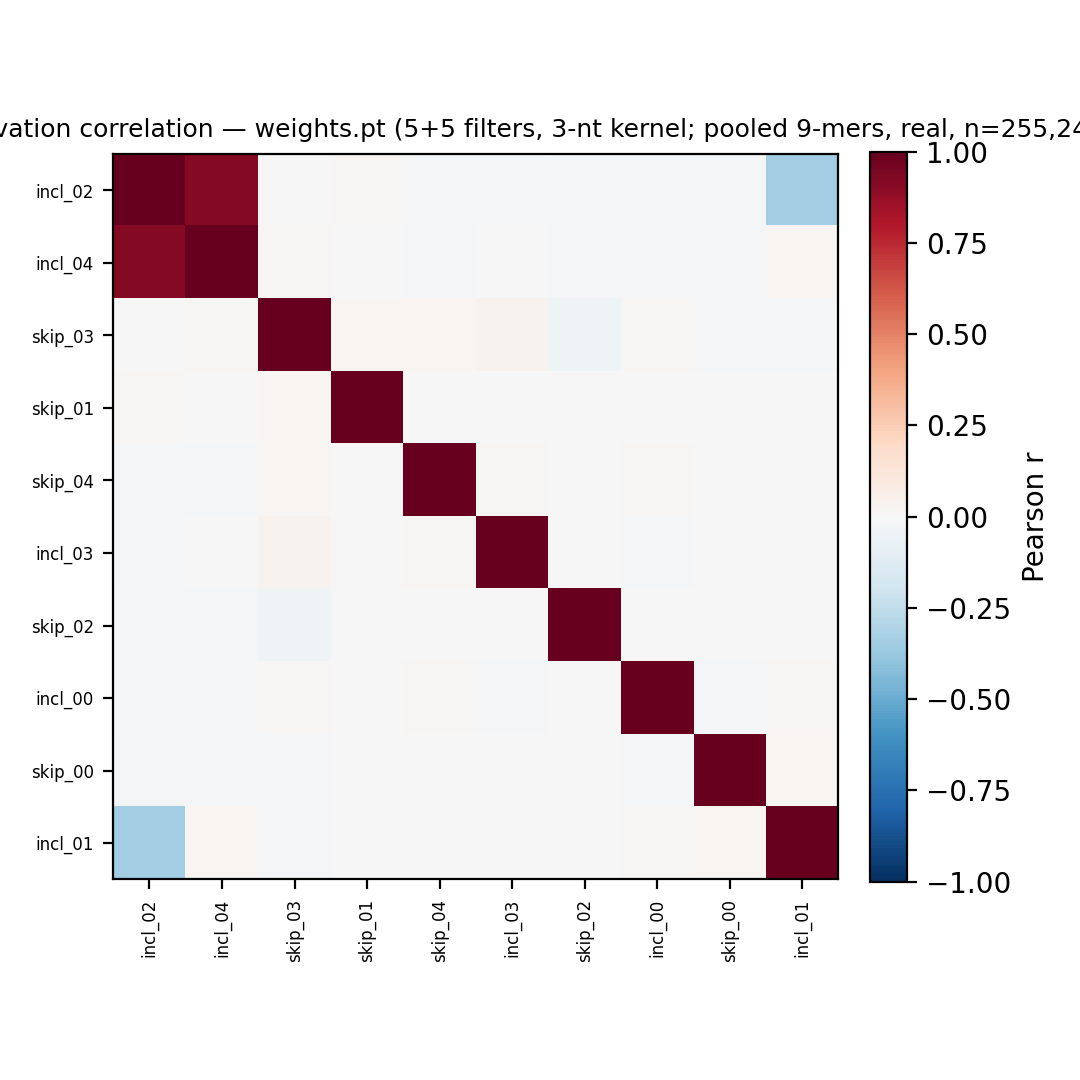 vation correlation — weights.pt (5+5 filters, 3-nt kernel; pooled 9-mers, real, n=255,24
incl_02
incl_04
skip_03
skip_01
skip_04
incl_03
skip_02
incl_00
skip_00
incl_01
incl_02
incl_04
skip_03
skip_01
skip_04
incl_03
skip_02
incl_00
skip_00
incl_01
1.00
0.75
0.50
0.25
0.00
−0.25
−0.50
−0.75
−1.00
Pearson r